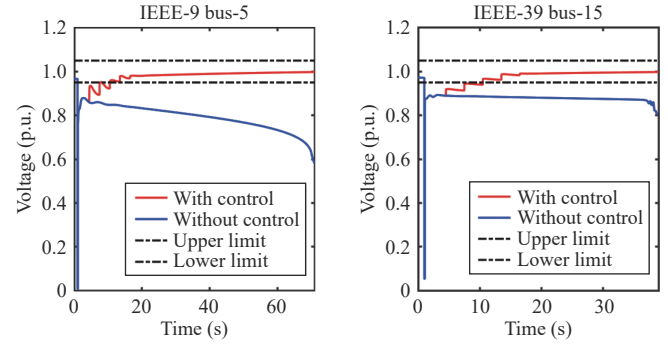 IEEE-9 bus-5
1.2
1.0
0.8
0.6
0.4
0.2
0
Voltage (p.u.)
With control
Without control
Upper limit
Lower limit
0 20 40 60
Time (s)
IEEE-39 bus-15
1.2
1.0
0.8
0.6
0.4
0.2
0
Voltage (p.u.)
With control
Without control
Upper limit
Lower limit
0 10 20 30
Time (s)